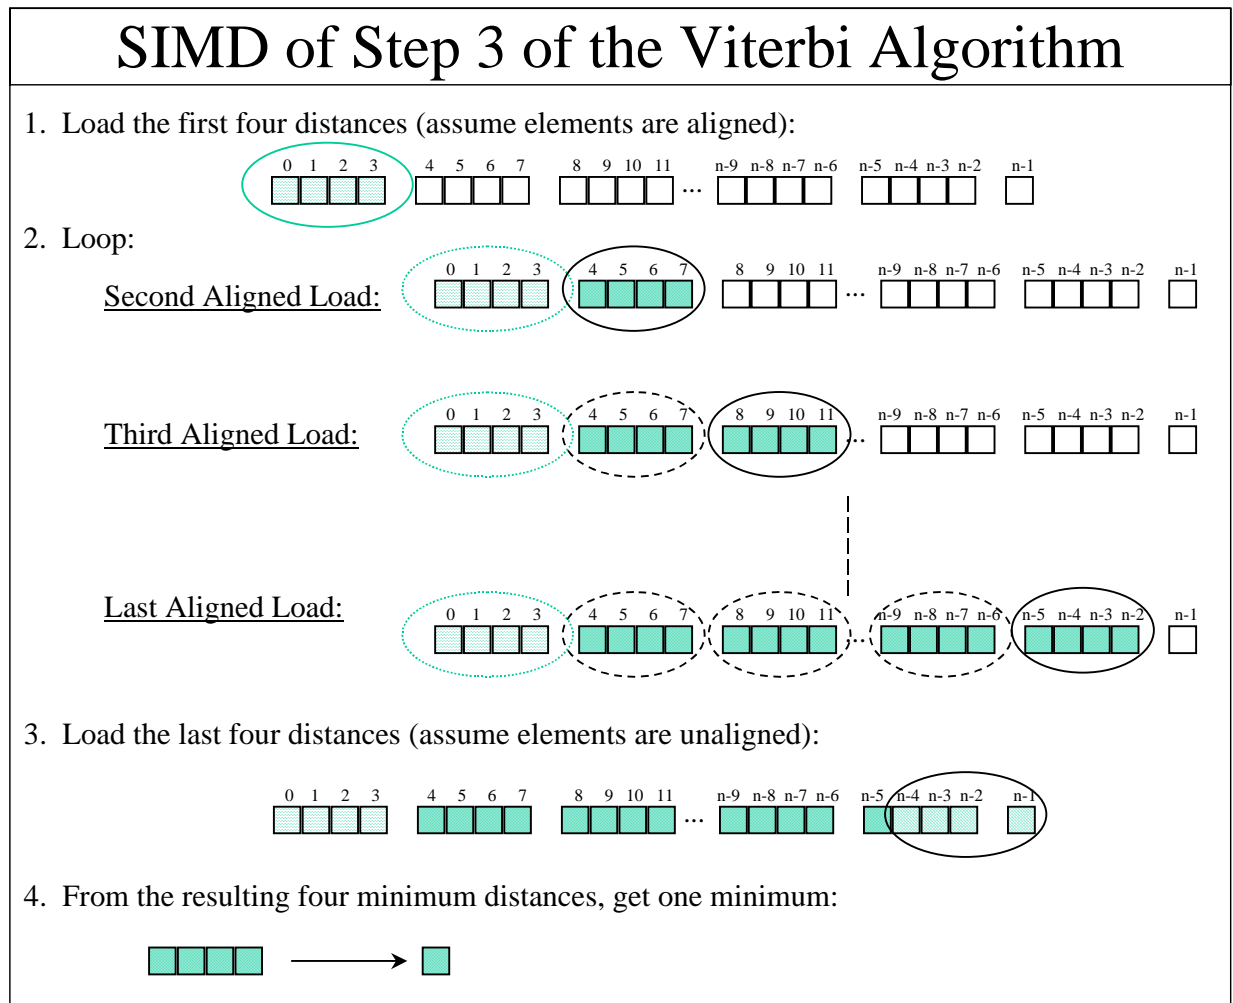 SIMD of Step 3 of the Viterbi Algorithm
1. Load the first four distances (assume elements are aligned):
0 1 2 3 4 5 6 7 8 9 10 11 n-9 n-8 n-7 n-6 n-5 n-4 n-3 n-2 n-1
...
2. Loop:
0 1 2 3 4 5 6 7 8 9 10 11 n-9 n-8 n-7 n-6 n-5 n-4 n-3 n-2 n-1
Second Aligned Load: ...
0 1 2 3 4 5 6 7 8 9 10 11 n-9 n-8 n-7 n-6 n-5 n-4 n-3 n-2 n-1
Third Aligned Load: ...
Last Aligned Load:
0 1 2 3 4 5 6 7 8 9 10 11 n-9 n-8 n-7 n-6 n-5 n-4 n-3 n-2 n-1
...
3. Load the last four distances (assume elements are unaligned):
0 1 2 3 4 5 6 7 8 9 10 11 n-9 n-8 n-7 n-6 n-5 n-4 n-3 n-2 n-1
...
4. From the resulting four minimum distances, get one minimum: